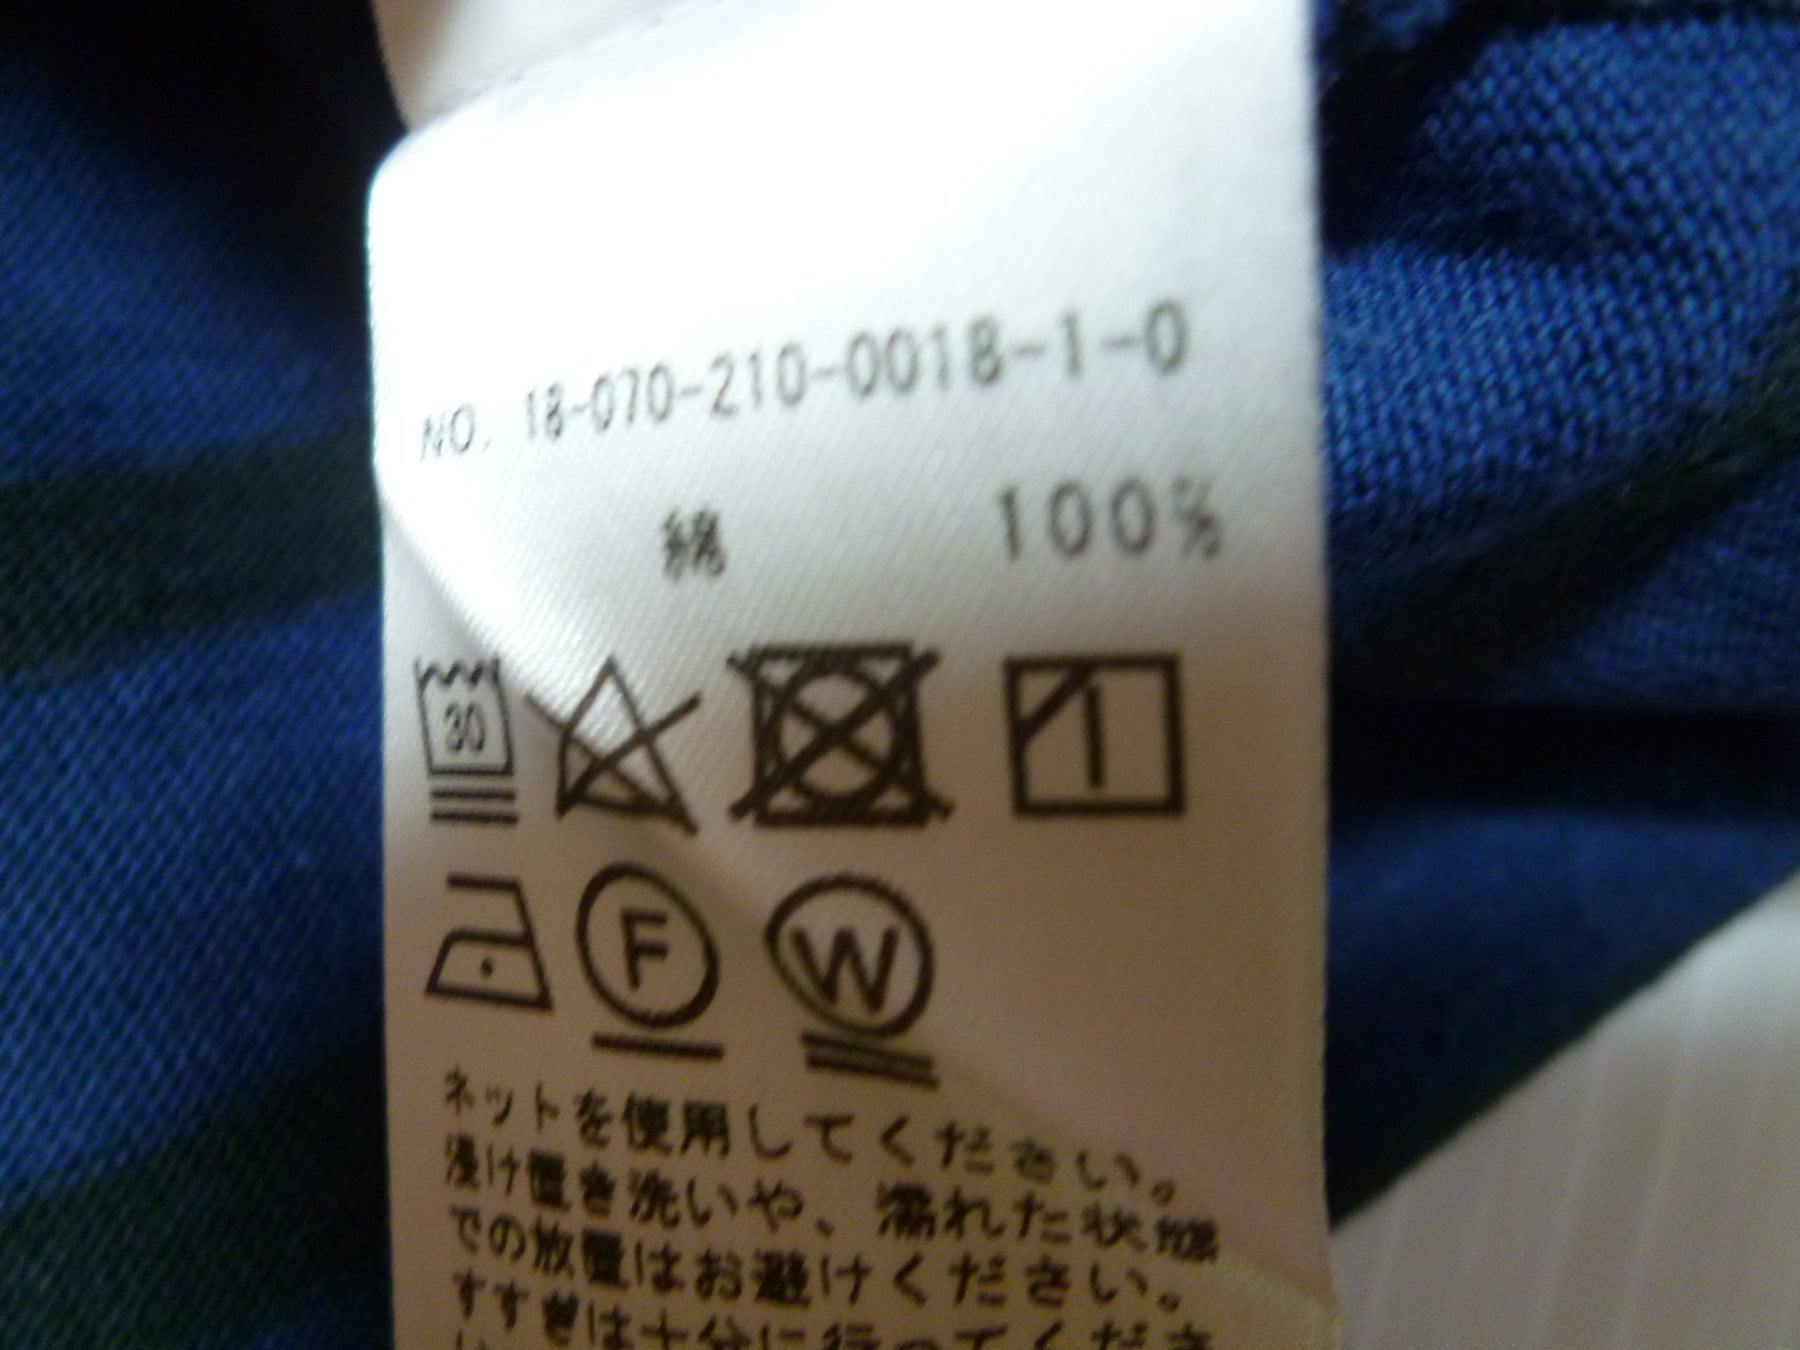 NO. 18-070-210-0018-1-0
綿 100%
30
F W
ネットを使用してください。
浸け置き洗いや、濡れた状態
での放置はお避けください。
すすぎは十分に行ってくださ